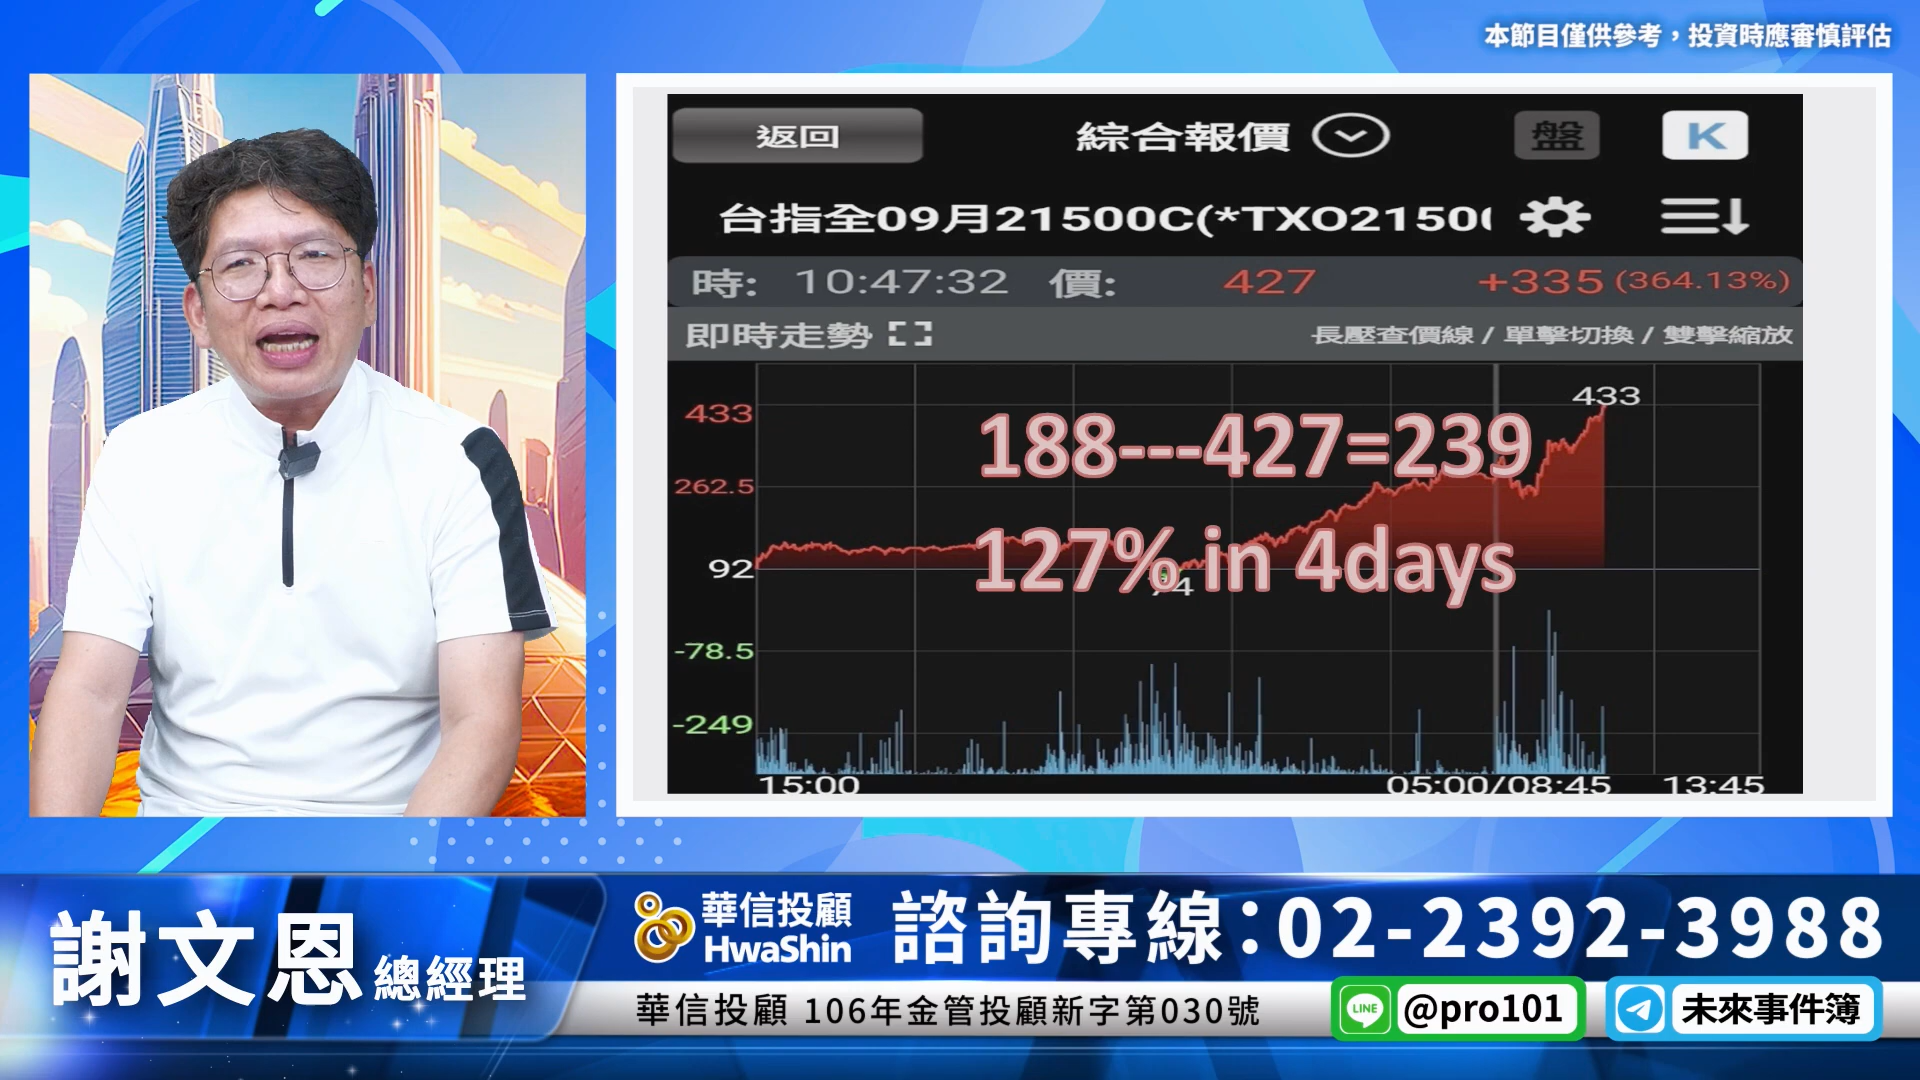 本節目僅供參考，投資時應審慎評估
返回
綜合報價
盤
K
台指全09月21500C(*TXO2150
時: 10:47:32 價: 427 +335 (364.13%)
即時走勢
長壓查價線 / 單擊切換 / 雙擊縮放
433
433
188---427=239
262.5
127% in 4days
92
-78.5
-249
15:00 05:00/08:45 13:45
謝文恩 總經理
華信投顧
HwaShin
諮詢專線：02-2392-3988
華信投顧 106年金管投顧新字第030號
LINE
@pro101
未來事件簿